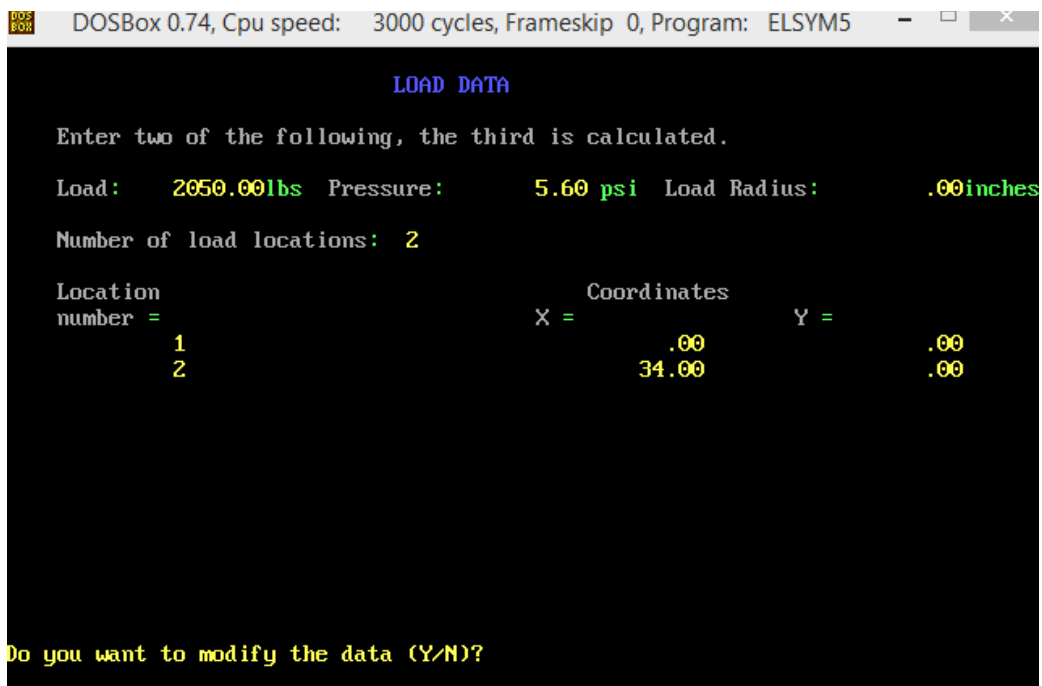 DOS BOX DOSBox 0.74, Cpu speed: 3000 cycles, Frameskip 0, Program: ELSYM5
LOAD DATA
Enter two of the following, the third is calculated.
Load: 2050.00lbs Pressure: 5.60 psi Load Radius: .00inches
Number of load locations: 2
Location Coordinates
number = X = Y =
1 .00 .00
2 34.00 .00
Do you want to modify the data (Y/N)?